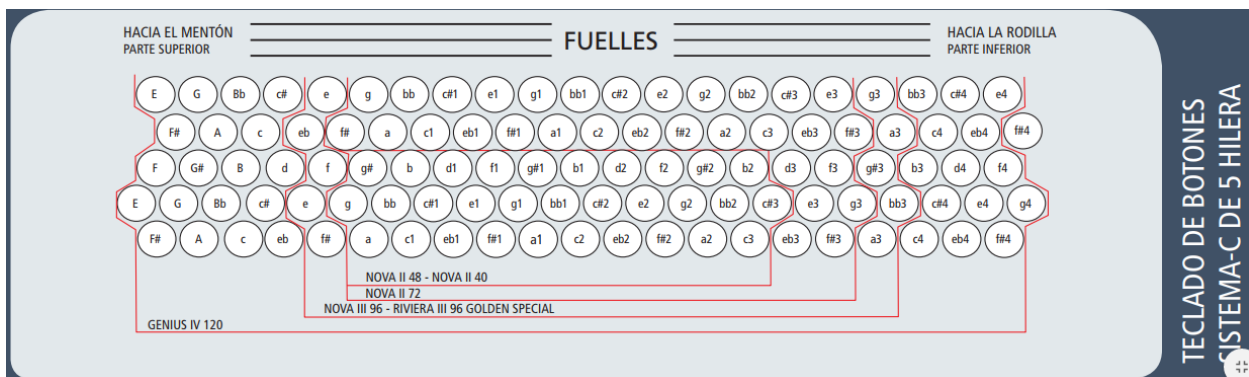 HACIA EL MENTÓN
PARTE SUPERIOR
FUELLES
HACIA LA RODILLA
PARTE INFERIOR
E G Bb c# e g bb c#1 e1 g1 bb1 c#2 e2 g2 bb2 c#3 e3 g3 bb3 c#4 e4
F# A c eb f# a c1 eb1 f#1 a1 c2 eb2 f#2 a2 c3 eb3 f#3 a3 c4 eb4 f#4
F G# B d f g# b d1 f1 g#1 b1 d2 f2 g#2 b2 d3 f3 g#3 b3 d4 f4
E G Bb c# e g bb c#1 e1 g1 bb1 c#2 e2 g2 bb2 c#3 e3 g3 bb3 c#4 e4 g4
F# A c eb f# a c1 eb1 f#1 a1 c2 eb2 f#2 a2 c3 eb3 f#3 a3 c4 eb4 f#4
NOVA II 48 - NOVA II 40
NOVA II 72
NOVA III 96 - RIVIERA III 96 GOLDEN SPECIAL
GENIUS IV 120
TECLADO DE BOTONES
SISTEMA-C DE 5 HILERA